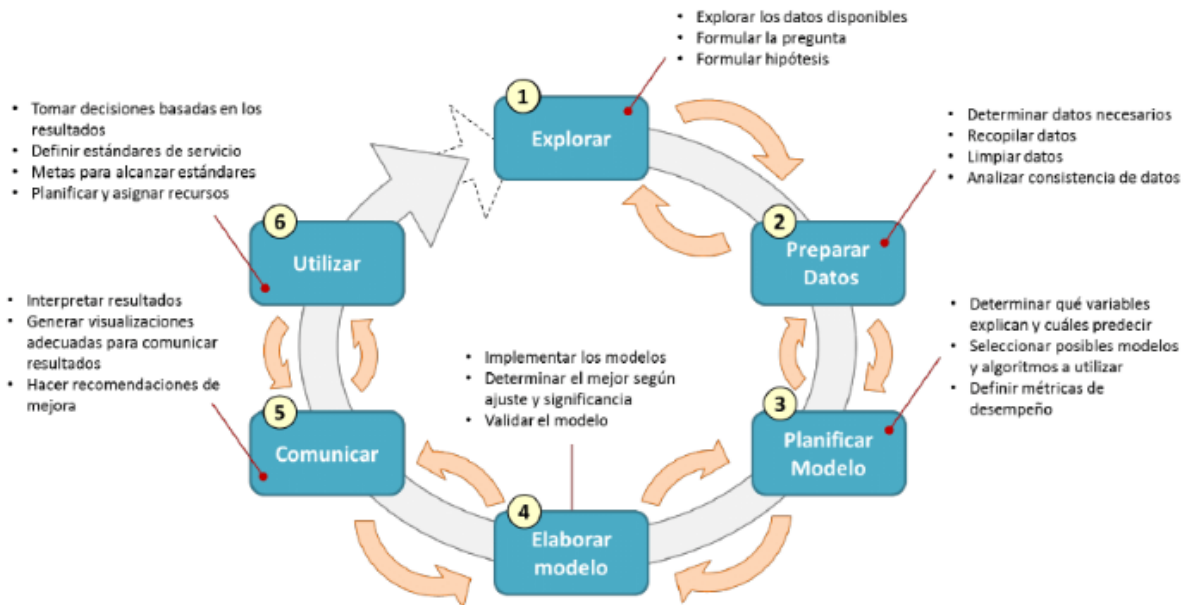 • Explorar los datos disponibles
• Formular la pregunta
• Formular hipótesis
1
Explorar
• Determinar datos necesarios
• Recopilar datos
• Limpiar datos
• Analizar consistencia de datos
2
Preparar
Datos
• Determinar qué variables
explican y cuáles predecir
• Seleccionar posibles modelos
y algoritmos a utilizar
• Definir métricas de
desempeño
3
Planificar
Modelo
• Implementar los modelos
• Determinar el mejor según
ajuste y significancia
• Validar el modelo
4
Elaborar
modelo
• Interpretar resultados
• Generar visualizaciones
adecuadas para comunicar
resultados
• Hacer recomendaciones de
mejora
5
Comunicar
• Tomar decisiones basadas en los
resultados
• Definir estándares de servicio
• Metas para alcanzar estándares
• Planificar y asignar recursos
6
Utilizar